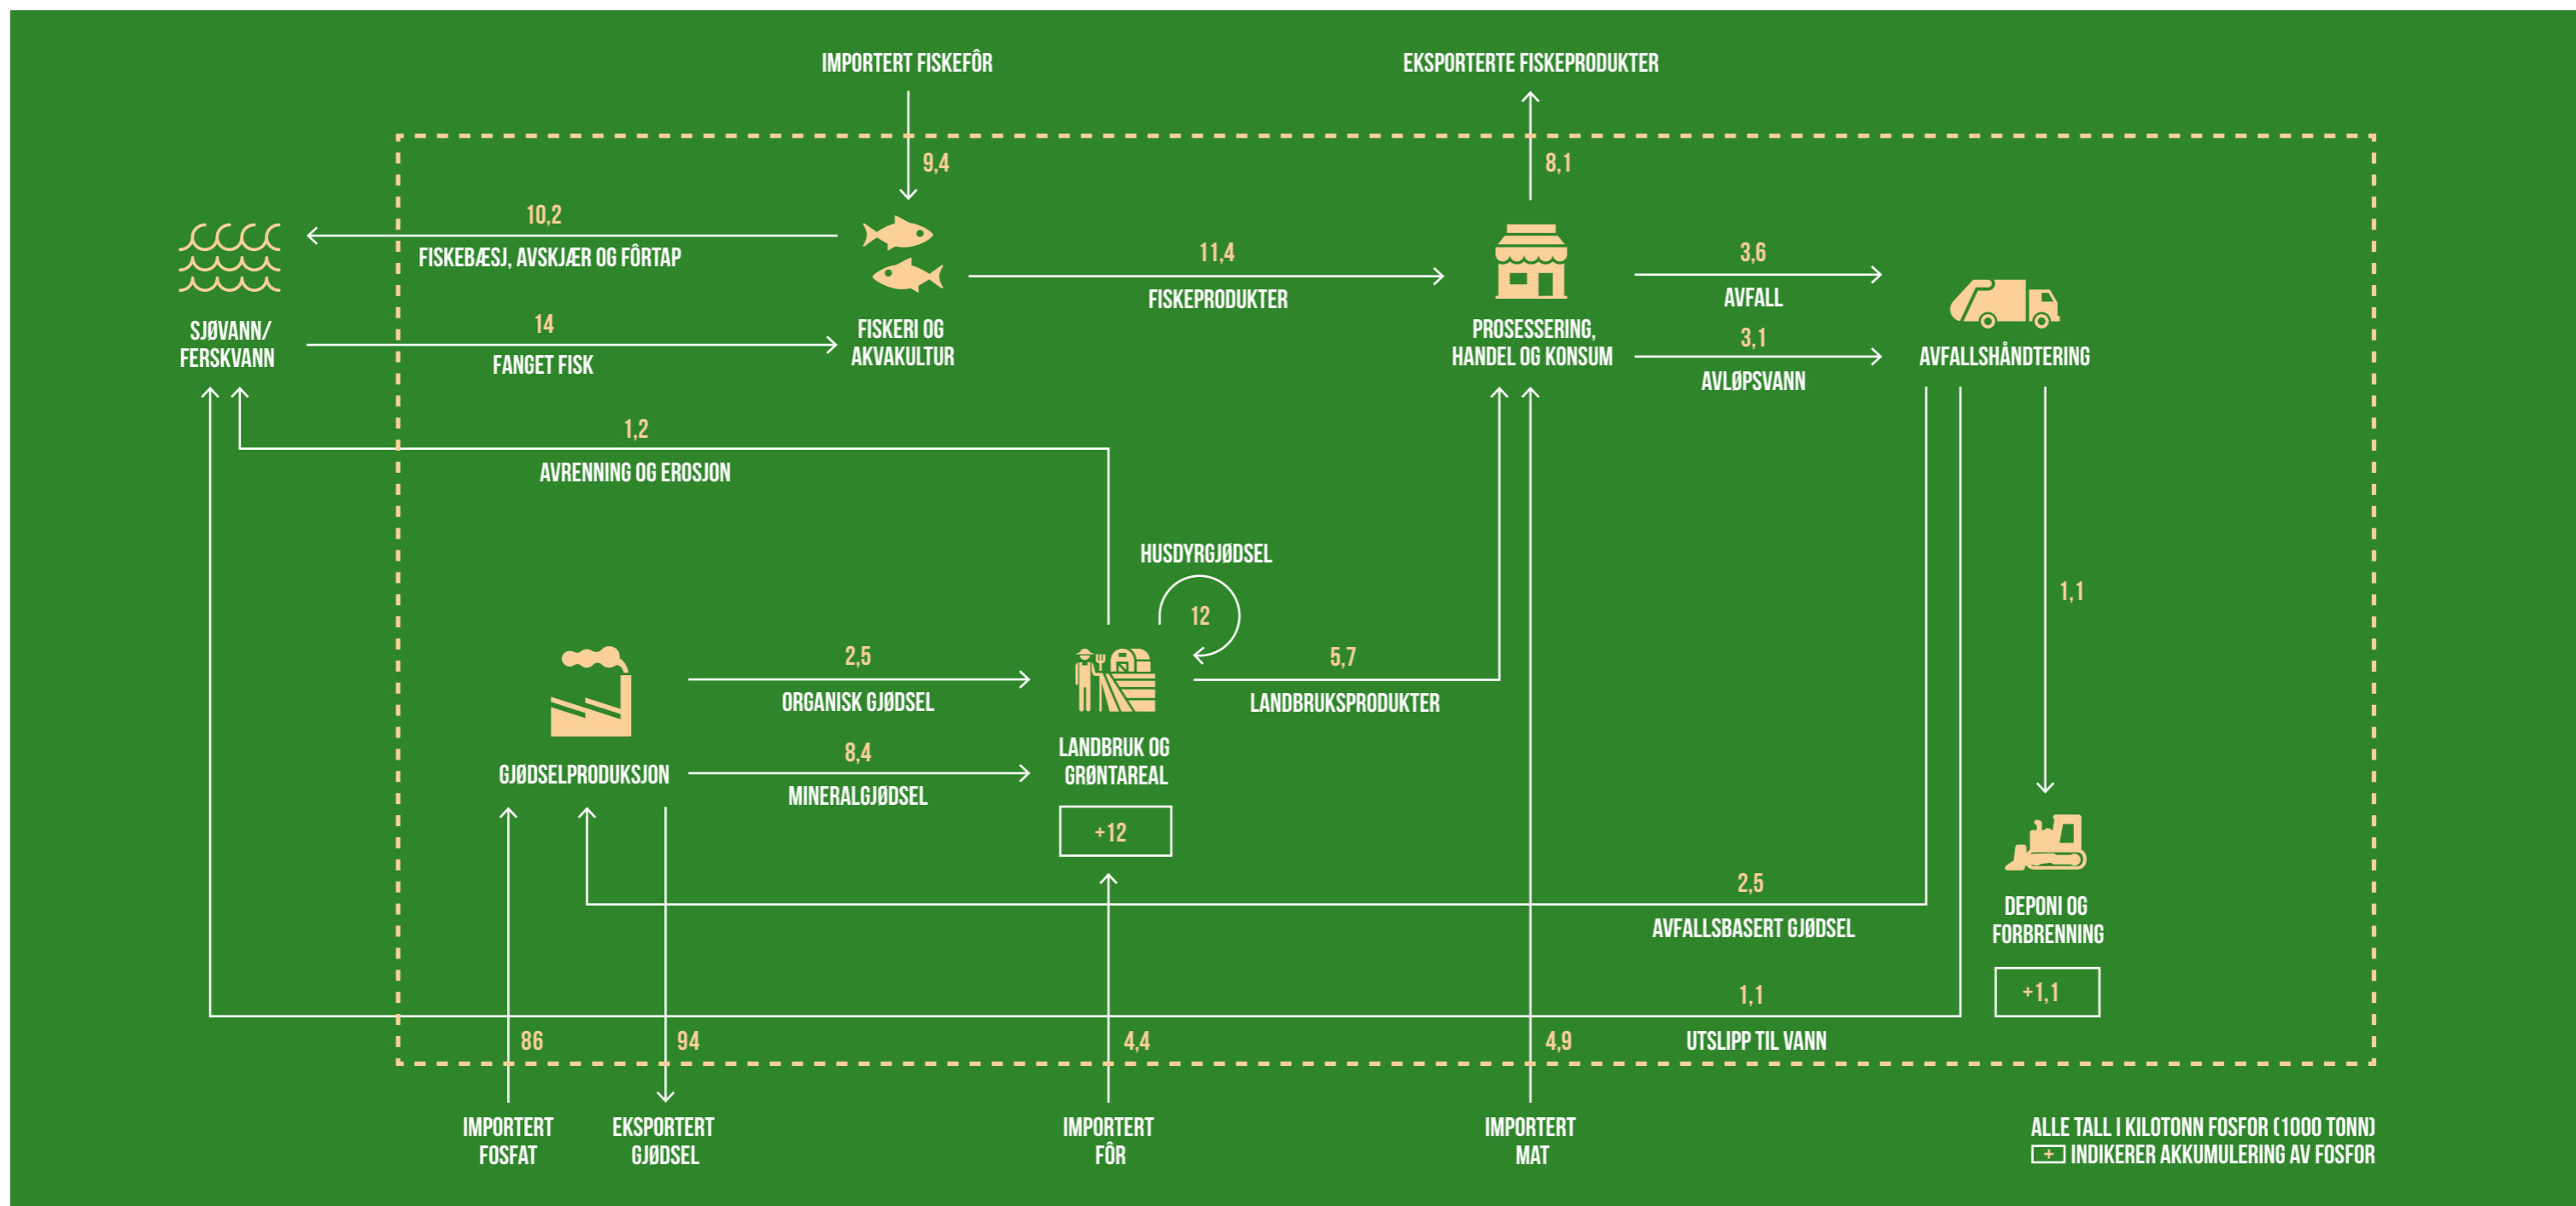 IMPORTERT FISKEFÔR
EKSPORTERTE FISKEPRODUKTER
9,4
8,1
10,2
FISKEBÆSJ, AVSKJÆR OG FÔRTAP
11,4
FISKEPRODUKTER
3,6
AVFALL
SJØVANN/
FERSKVANN
14
FANGET FISK
FISKERI OG
AKVAKULTUR
PROSESSERING,
HANDEL OG KONSUM
3,1
AVLØPSVANN
AVFALLSHÅNDTERING
1,2
AVRENNING OG EROSJON
HUSDYRGJØDSEL
12
1,1
2,5
ORGANISK GJØDSEL
5,7
LANDBRUKSPRODUKTER
GJØDSELPRODUKSJON
8,4
MINERALGJØDSEL
LANDBRUK OG
GRØNTAREAL
+12
2,5
AVFALLSBASERT GJØDSEL
DEPONI OG
FORBRENNING
+1,1
1,1
UTSLIPP TIL VANN
86
94
4,4
4,9
IMPORTERT
FOSFAT
EKSPORTERT
GJØDSEL
IMPORTERT
FÔR
IMPORTERT
MAT
ALLE TALL I KILOTONN FOSFOR (1000 TONN)
+ INDIKERER AKKUMULERING AV FOSFOR